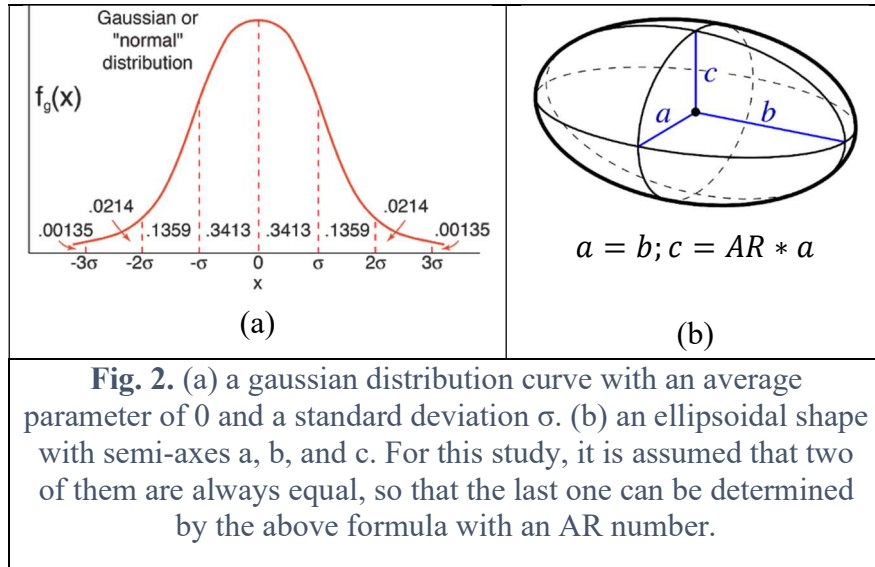 Gaussian or
"normal"
distribution
f_g(x)
.0214
.0214
.00135
.1359
.3413
.3413
.1359
.00135
-3σ
-2σ
-σ
0
σ
2σ
3σ
x
(a)
c
a
b
a = b; c = AR * a
(b)
Fig. 2. (a) a gaussian distribution curve with an average
parameter of 0 and a standard deviation σ. (b) an ellipsoidal shape
with semi-axes a, b, and c. For this study, it is assumed that two
of them are always equal, so that the last one can be determined
by the above formula with an AR number.